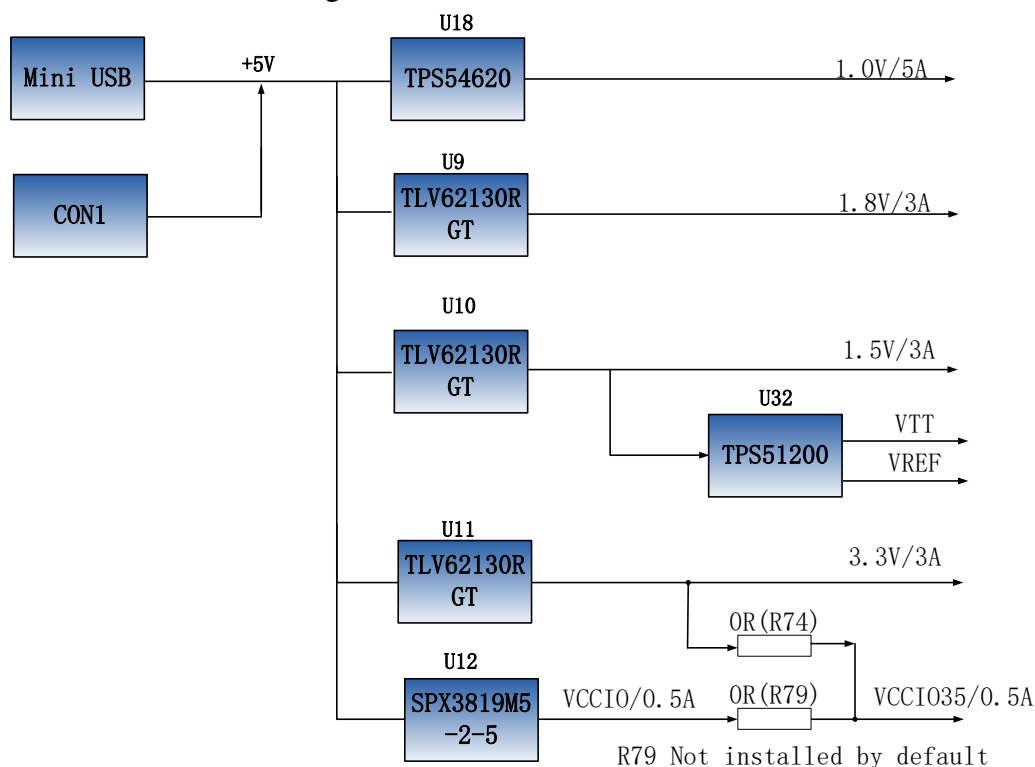 U18
Mini USB
+5V
TPS54620
1.0V/5A
U9
CON1
TLV62130R
GT
1.8V/3A
U10
TLV62130R
GT
1.5V/3A
U32
TPS51200
VTT
VREF
U11
TLV62130R
GT
3.3V/3A
0R(R74)
U12
SPX3819M5
-2-5
VCCIO/0.5A
0R(R79)
VCCIO35/0.5A
R79 Not installed by default